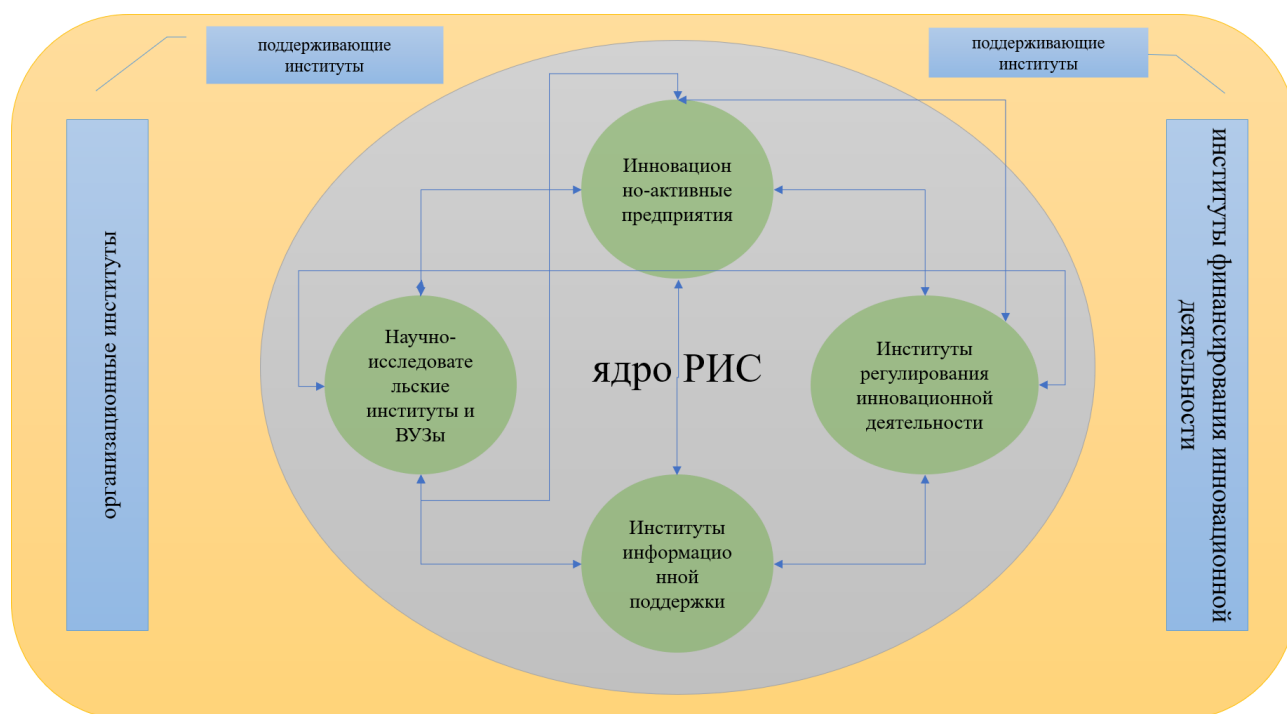 поддерживающие
институты
поддерживающие
институты
организационные институты
Инновацион
но-активные
предприятия
Научно-
исследовате
льские
институты и
ВУЗы
ядро РИС
Институты
регулирования
инновационной
деятельности
Институты
информацио
нной
поддержки
институты финансирования инновационной
деятельности